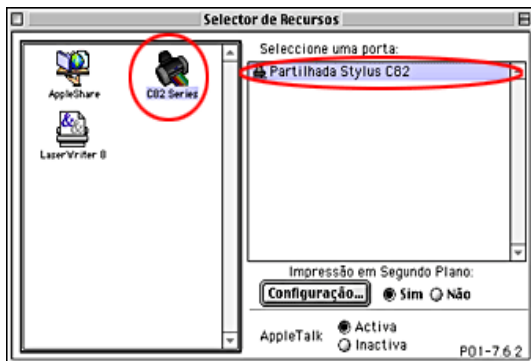 Selector de Recursos
AppleShare
C82 Series
LaserWriter 8
Seleccione uma porta:
Partilhada Stylus C82
Impressão em Segundo Plano:
Configuração...
Sim
Não
AppleTalk
Activa
Inactiva
PO1-7.6.2